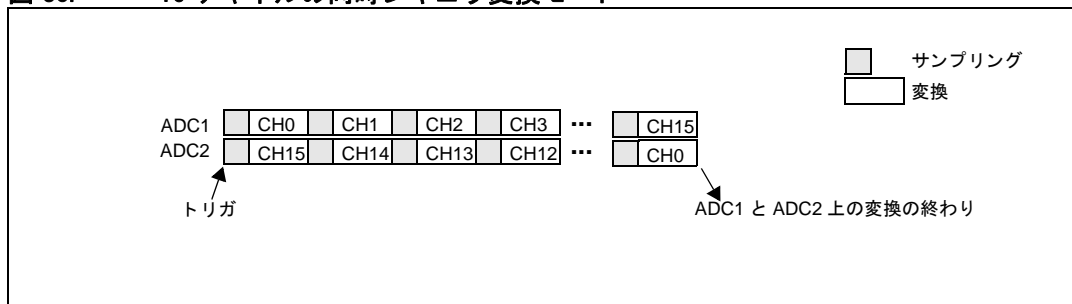 サンプリング
変換
ADC1 CH0 CH1 CH2 CH3 ... CH15
ADC2 CH15 CH14 CH13 CH12 ... CH0
トリガ
ADC1 と ADC2 上の変換の終わり